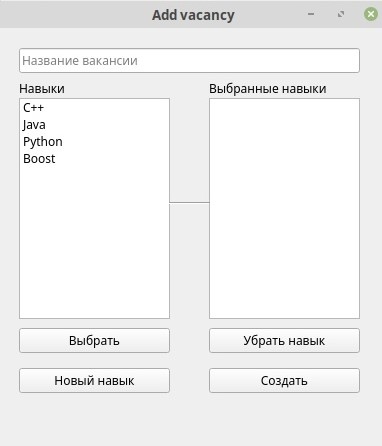 Add vacancy
Название вакансии
Навыки
Выбранные навыки
C++
Java
Python
Boost
Выбрать
Убрать навык
Новый навык
Создать